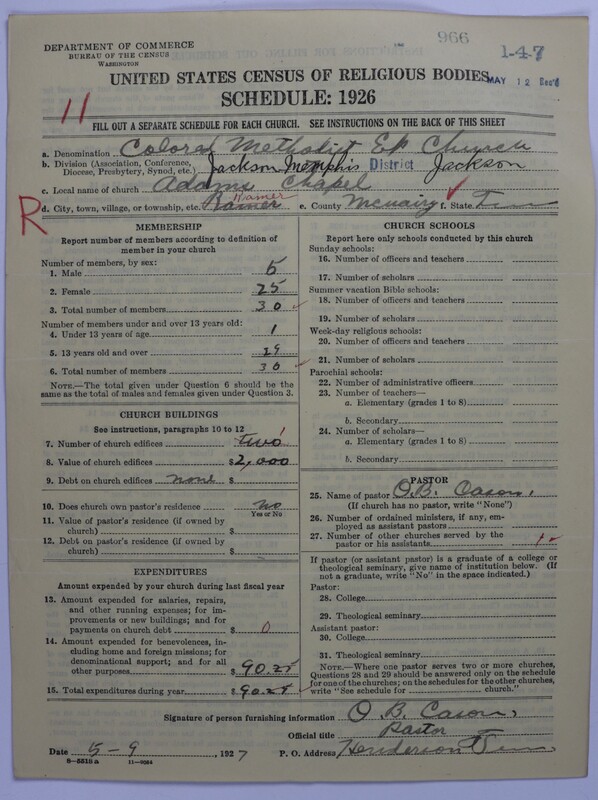 DEPARTMENT OF COMMERCE
BUREAU OF THE CENSUS
WASHINGTON
966
1-4-7
MAY 12 Rec'd
UNITED STATES CENSUS OF RELIGIOUS BODIES
SCHEDULE: 1926
11
FILL OUT A SEPARATE SCHEDULE FOR EACH CHURCH. SEE INSTRUCTIONS ON THE BACK OF THIS SHEET
a. Denomination Colored Methodist Ep Church
b. Division (Association, Conference, Diocese, Presbytery, Synod, etc.) Jackson Memphis District Jackson
c. Local name of church Adams Chapel
R
d. City, town, village, or township, etc. Ramer Ramer e. County McNairy f. State Tenn
MEMBERSHIP
Report number of members according to definition of
member in your church
Number of members, by sex:
1. Male 5
2. Female 25
3. Total number of members 30
Number of members under and over 13 years old:
4. Under 13 years of age 1
5. 13 years old and over 29
6. Total number of members 30
NOTE.—The total given under Question 6 should be the
same as the total of males and females given under Question 3.
CHURCH BUILDINGS
See instructions, paragraphs 10 to 12
7. Number of church edifices two 1
8. Value of church edifices $2,000
9. Debt on church edifices none $
10. Does church own pastor's residence no
Yes or No
11. Value of pastor's residence (if owned by
church) $
12. Debt on pastor's residence (if owned by
church) $
EXPENDITURES
Amount expended by your church during last fiscal year
13. Amount expended for salaries, repairs,
and other running expenses; for im-
provements or new buildings; and for
payments on church debt $ 0
14. Amount expended for benevolences, in-
cluding home and foreign missions; for
denominational support; and for all
other purposes $ 90.25
15. Total expenditures during year $ 90.25
CHURCH SCHOOLS
Report here only schools conducted by this church
Sunday schools:
16. Number of officers and teachers
17. Number of scholars
Summer vacation Bible schools:
18. Number of officers and teachers
19. Number of scholars
Week-day religious schools:
20. Number of officers and teachers
21. Number of scholars
Parochial schools:
22. Number of administrative officers
23. Number of teachers—
a. Elementary (grades 1 to 8)
b. Secondary
24. Number of scholars—
a. Elementary (grades 1 to 8)
b. Secondary
PASTOR
25. Name of pastor O.B. Cason,
(If church has no pastor, write "None")
26. Number of ordained ministers, if any, em-
ployed as assistant pastors
27. Number of other churches served by the
pastor or his assistants
If pastor (or assistant pastor) is a graduate of a college or
theological seminary, give name of institution below. (If
not a graduate, write "No" in the space indicated.)
Pastor:
28. College
29. Theological seminary
Assistant pastor:
30. College
31. Theological seminary
NOTE.—Where one pastor serves two or more churches,
Questions 28 and 29 should be answered only on the schedule
for one of the churches; on the schedules for the other churches,
write "See schedule for church."
Signature of person furnishing information O B Cason,
Official title Pastor
Date 5-9, 1927 P. O. Address Henderson Tenn,
8-5516 a 11-9064